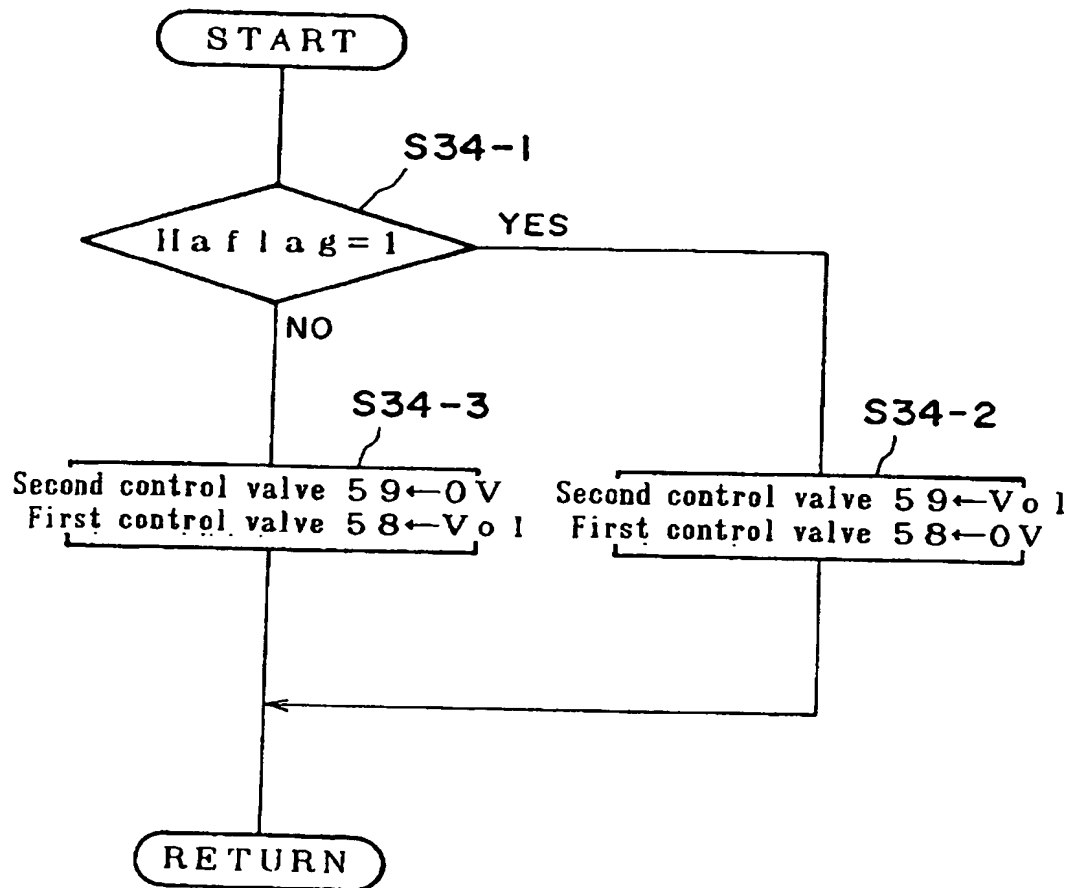 START
S34-1
Haflag=1
YES
NO
S34-3
Second control valve 59←0V
First control valve 58←Vol
S34-2
Second control valve 59←Vol
First control valve 58←0V
RETURN